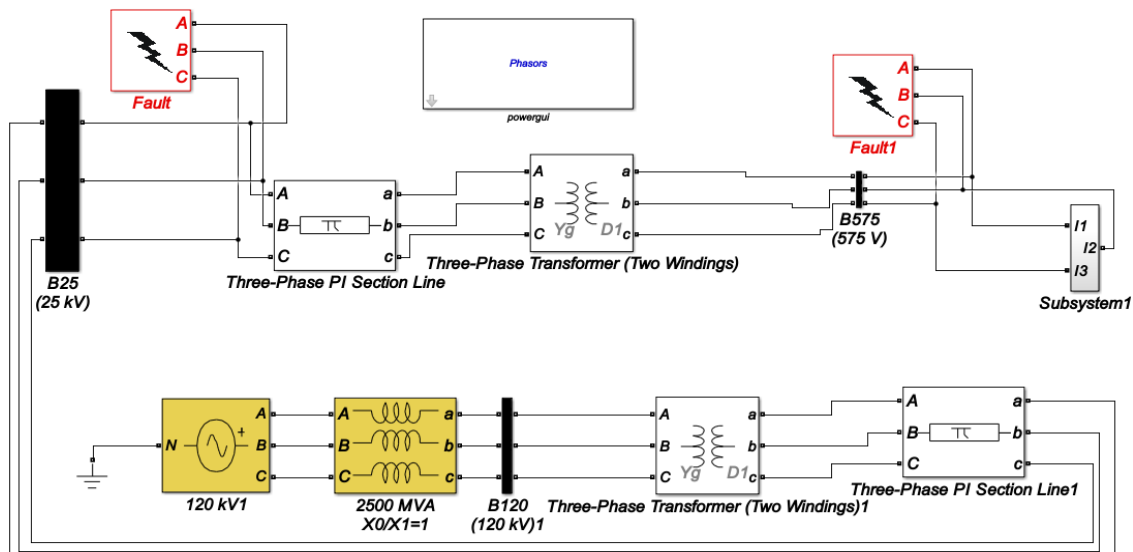 A
B
C
Fault
Phasors
powergui
A
B
C
Fault1
B25
(25 kV)
A
B
C
π
a
b
c
Three-Phase PI Section Line
A
B
C
Yg
D1
a
b
c
Three-Phase Transformer (Two Windings)
B575
(575 V)
I1
I2
I3
Subsystem1
N
+
A
B
C
120 kV1
A
B
C
a
b
c
2500 MVA
X0/X1=1
B120
(120 kV)1
A
B
C
Yg
D1
a
b
c
Three-Phase Transformer (Two Windings)1
A
B
C
π
a
b
c
Three-Phase PI Section Line1